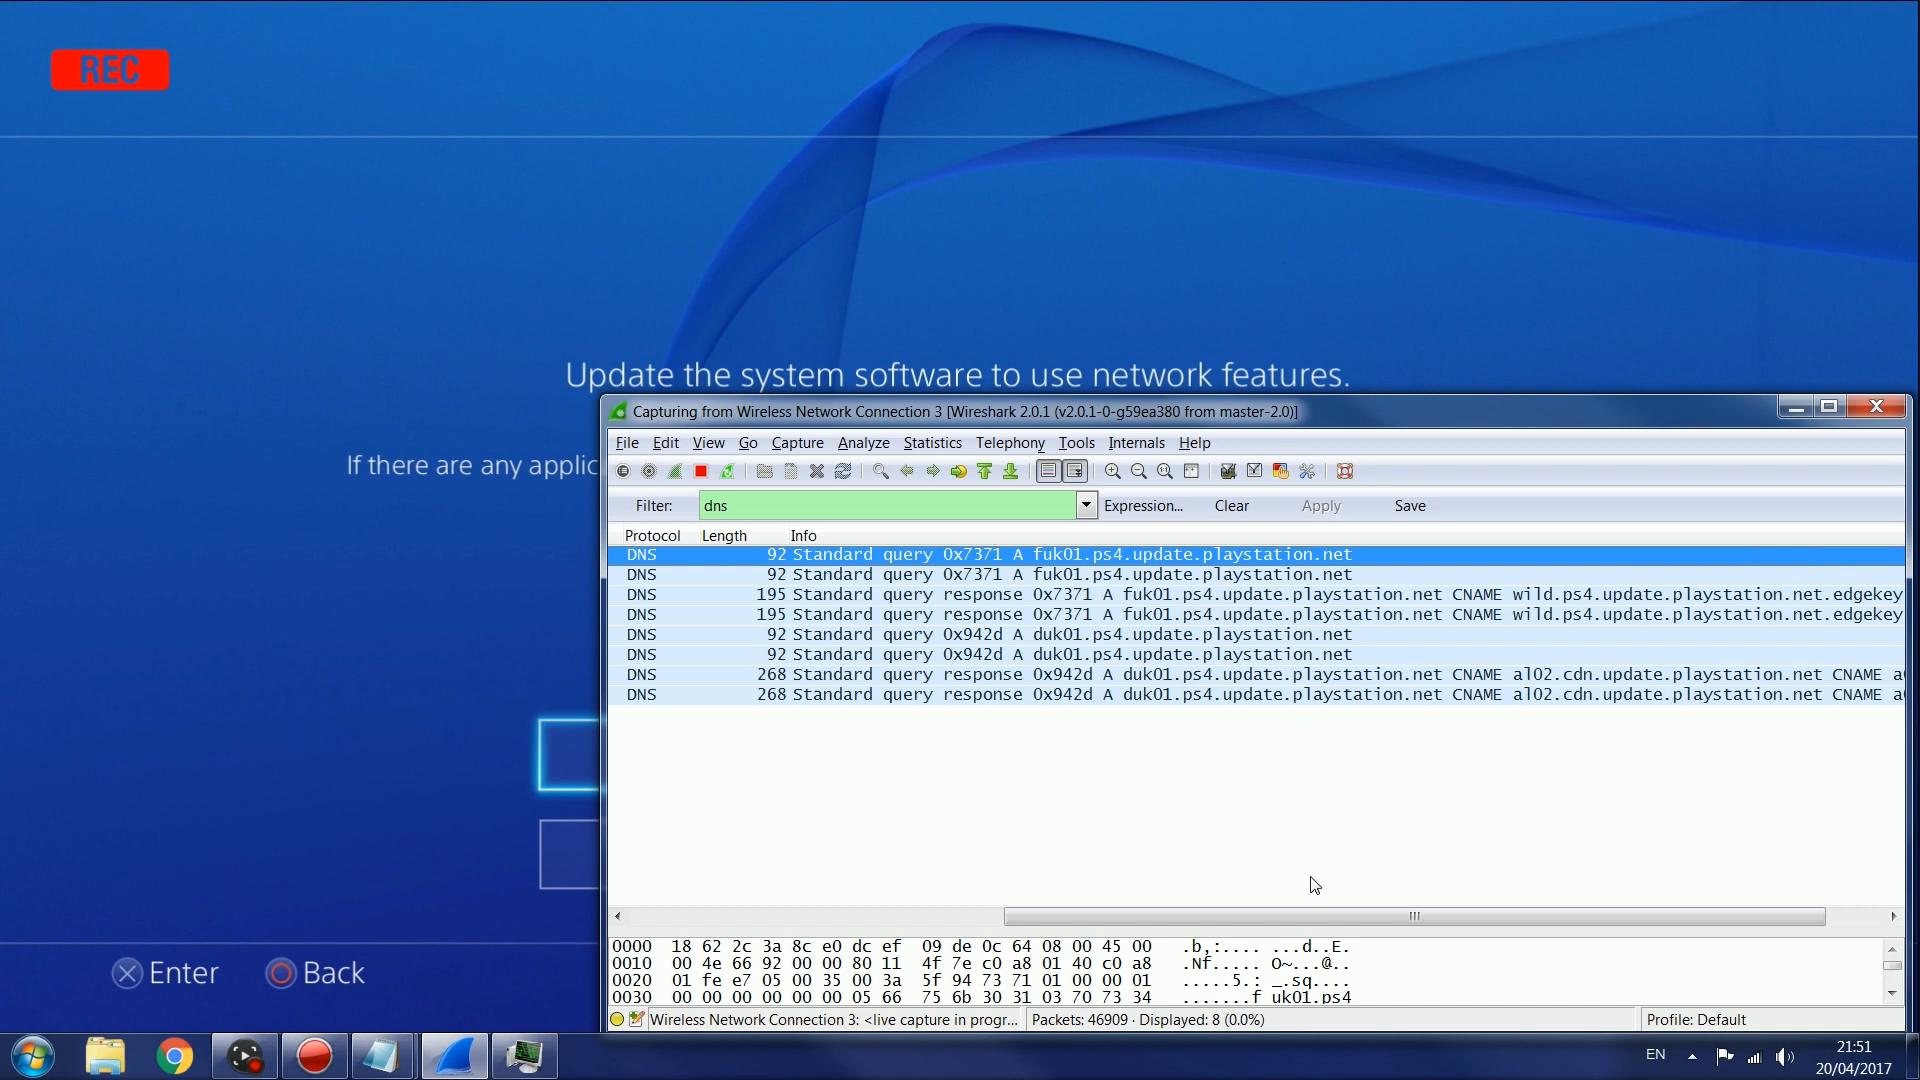 REC
Update the system software to use network features.
If there are any applic
Enter
Back
Capturing from Wireless Network Connection 3 [Wireshark 2.0.1 (v2.0.1-0-g59ea380 from master-2.0)]
File Edit View Go Capture Analyze Statistics Telephony Tools Internals Help
Filter: dns Expression... Clear Apply Save
Protocol Length Info
DNS 92 Standard query 0x7371 A fuk01.ps4.update.playstation.net
DNS 92 Standard query 0x7371 A fuk01.ps4.update.playstation.net
DNS 195 Standard query response 0x7371 A fuk01.ps4.update.playstation.net CNAME wild.ps4.update.playstation.net.edgekey
DNS 195 Standard query response 0x7371 A fuk01.ps4.update.playstation.net CNAME wild.ps4.update.playstation.net.edgekey
DNS 92 Standard query 0x942d A duk01.ps4.update.playstation.net
DNS 92 Standard query 0x942d A duk01.ps4.update.playstation.net
DNS 268 Standard query response 0x942d A duk01.ps4.update.playstation.net CNAME al02.cdn.update.playstation.net CNAME a
DNS 268 Standard query response 0x942d A duk01.ps4.update.playstation.net CNAME al02.cdn.update.playstation.net CNAME a
0000 18 62 2c 3a 8c e0 dc ef 09 de 0c 64 08 00 45 00 .b,:.... ...d..E.
0010 00 4e 66 92 00 00 80 11 4f 7e c0 a8 01 40 c0 a8 .Nf..... O~...@..
0020 01 fe e7 05 00 35 00 3a 5f 94 73 71 01 00 00 01 .....5.: _.sq....
0030 00 00 00 00 00 00 05 66 75 6b 30 31 03 70 73 34 .......f uk01.ps4
Wireless Network Connection 3: <live capture in progr... Packets: 46909 · Displayed: 8 (0.0%) Profile: Default
EN
21:51
20/04/2017